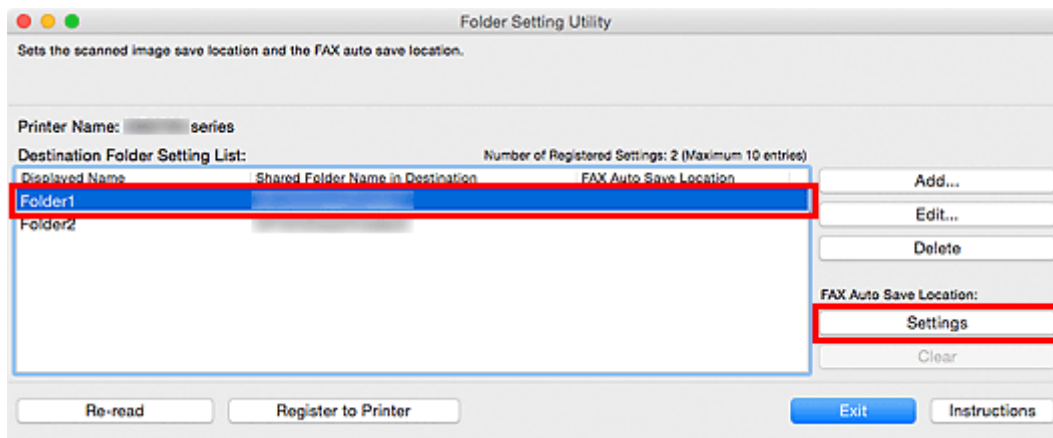 Folder Setting Utility
Sets the scanned image save location and the FAX auto save location.
Printer Name: series
Destination Folder Setting List: Number of Registered Settings: 2 (Maximum 10 entries)
Displayed Name Shared Folder Name in Destination FAX Auto Save Location
Folder1
Folder2
Add...
Edit...
Delete
FAX Auto Save Location:
Settings
Clear
Re-read Register to Printer Exit Instructions